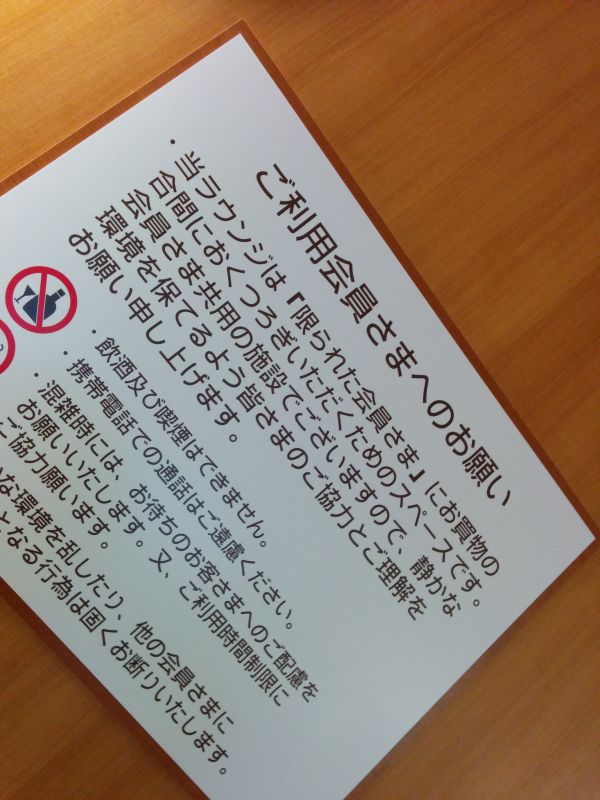 ご利用会員さまへのお願い
・当ラウンジは「限られた会員さま」にお買物の
合間におくつろぎいただくためのスペースです。
会員さま共用の施設でございますので、静かな
環境を保てるよう皆さまのご協力とご理解を
お願い申し上げます。
・飲酒及び喫煙はできません。
・携帯電話での通話はご遠慮ください。
・混雑時には、お待ちのお客さまへのご配慮を
お願いいたします。又、ご利用時間制限に
ご協力願います。
な環境を乱したり、他の会員さまに
となる行為は固くお断りいたします。